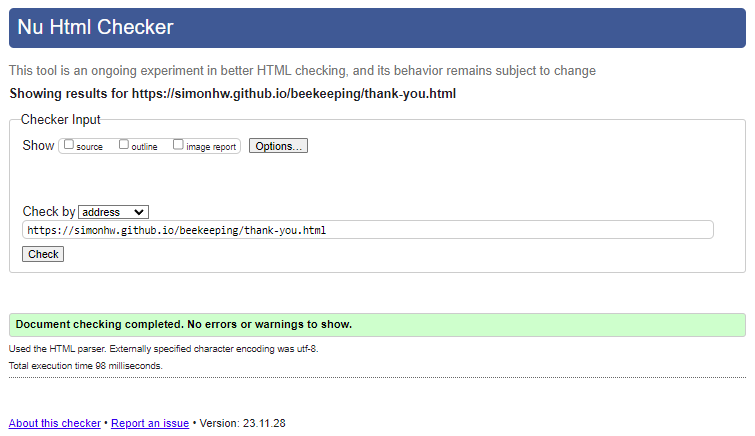 Nu Html Checker
This tool is an ongoing experiment in better HTML checking, and its behavior remains subject to change
Showing results for https://simonhw.github.io/beekeeping/thank-you.html
Checker Input
Show source outline image report Options...
Check by address
https://simonhw.github.io/beekeeping/thank-you.html
Check
Document checking completed. No errors or warnings to show.
Used the HTML parser. Externally specified character encoding was utf-8.
Total execution time 98 milliseconds.
About this checker • Report an issue • Version: 23.11.28